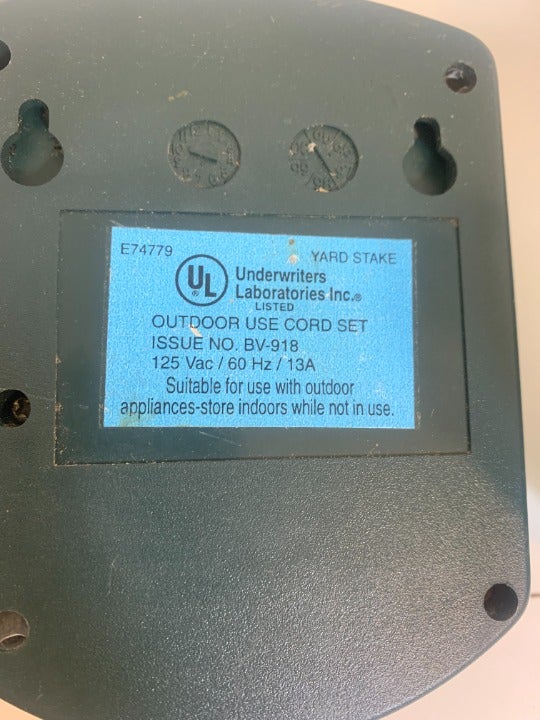 E74779 YARD STAKE
UL ® Underwriters
Laboratories Inc.®
LISTED
OUTDOOR USE CORD SET
ISSUE NO. BV-918
125 Vac / 60 Hz / 13A
Suitable for use with outdoor
appliances-store indoors while not in use.